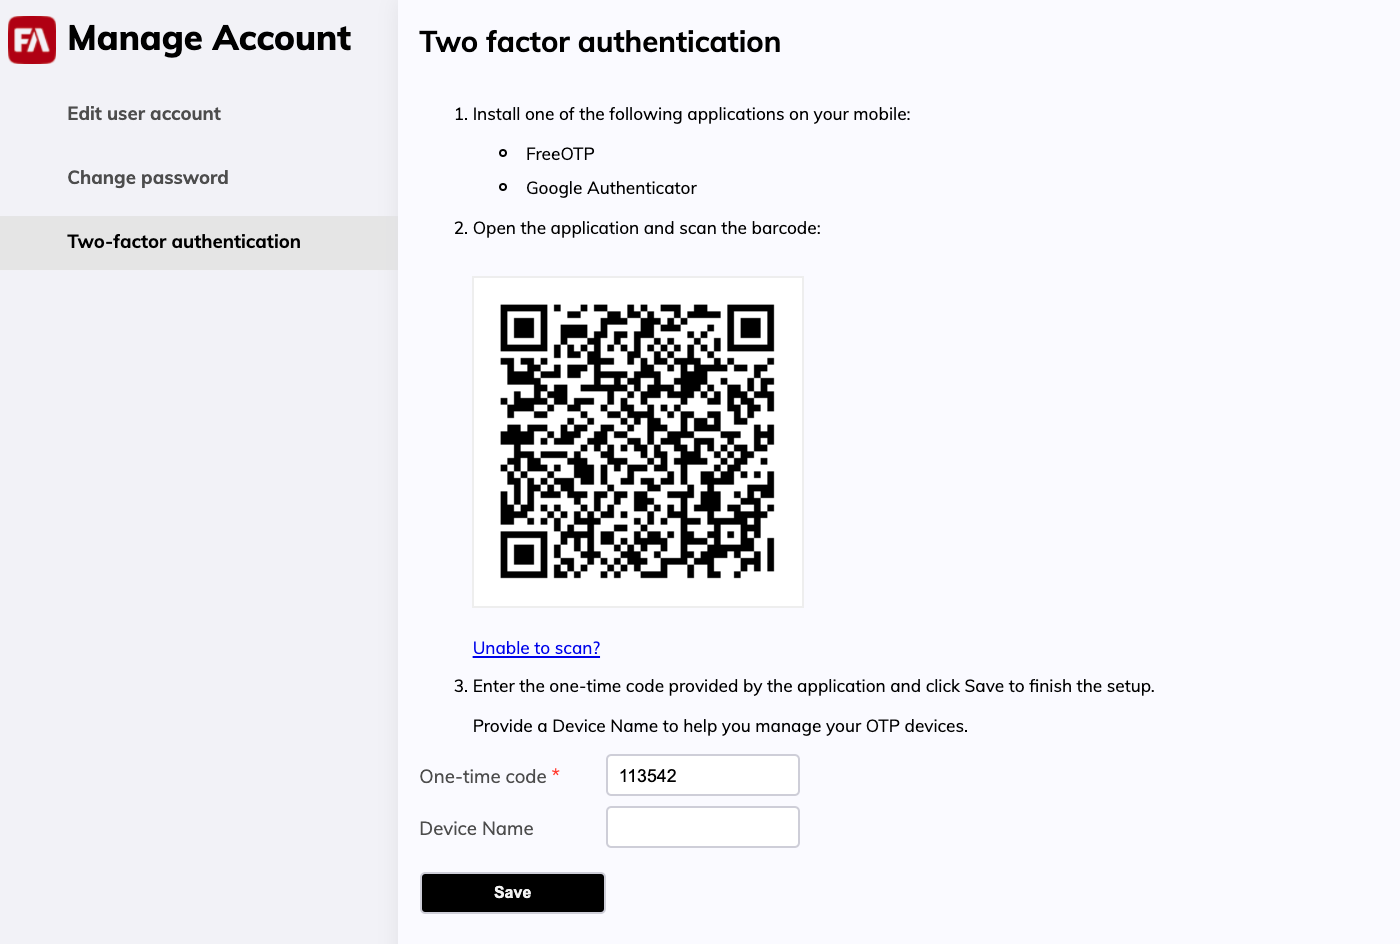 FA Manage Account
Edit user account
Change password
Two-factor authentication
Two factor authentication
1. Install one of the following applications on your mobile:
FreeOTP
Google Authenticator
2. Open the application and scan the barcode:
Unable to scan?
3. Enter the one-time code provided by the application and click Save to finish the setup.
Provide a Device Name to help you manage your OTP devices.
One-time code * 113542
Device Name
Save